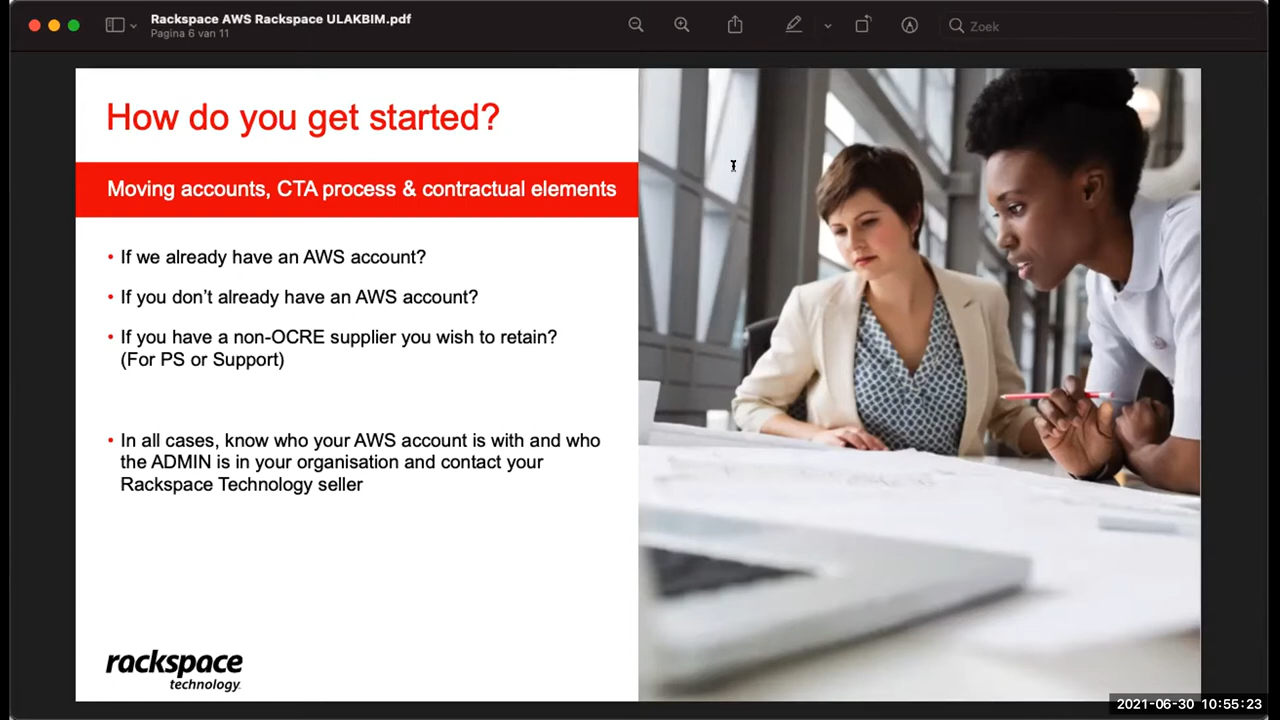 Rackspace AWS Rackspace ULAKBIM.pdf
Pagina 6 van 11
Zoek
How do you get started?
Moving accounts, CTA process & contractual elements
• If we already have an AWS account?
• If you don’t already have an AWS account?
• If you have a non-OCRE supplier you wish to retain?
(For PS or Support)
• In all cases, know who your AWS account is with and who
the ADMIN is in your organisation and contact your
Rackspace Technology seller
rackspace
technology.
2021-06-30 10:55:23